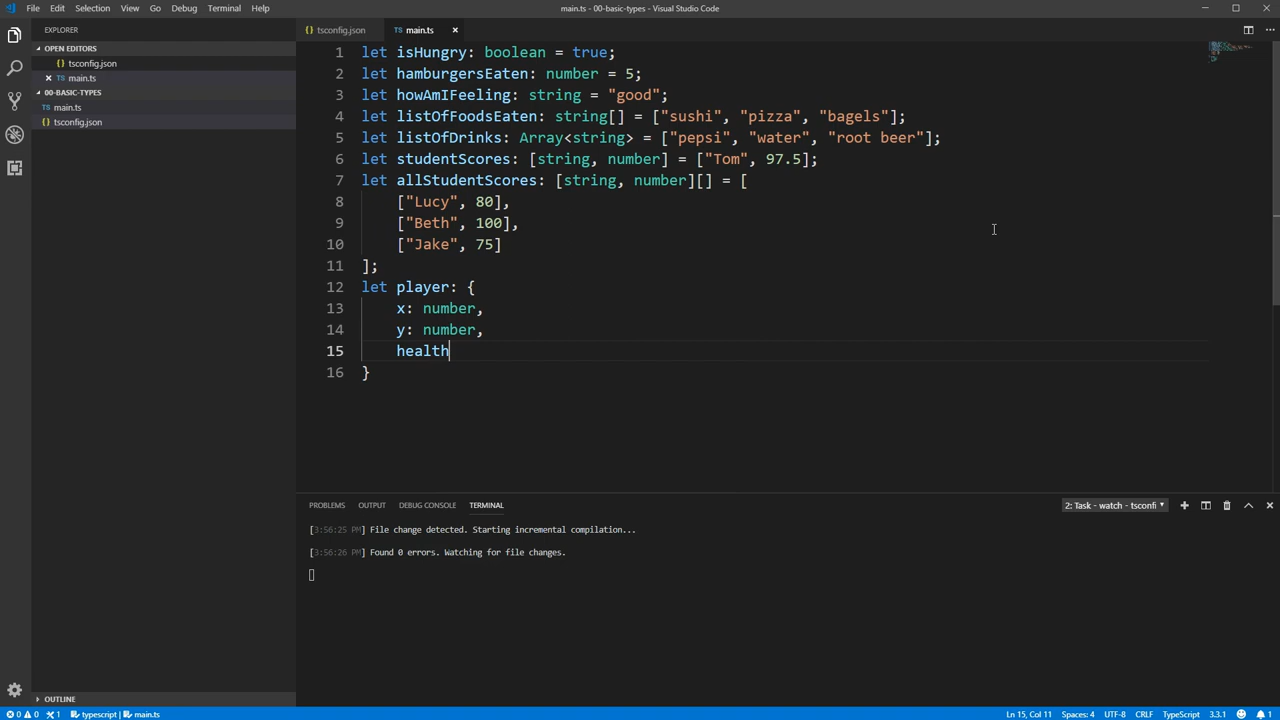 File Edit Selection View Go Debug Terminal Help
main.ts - 00-basic-types - Visual Studio Code
EXPLORER
OPEN EDITORS
{} tsconfig.json
× TS main.ts
00-BASIC-TYPES
TS main.ts
{} tsconfig.json
OUTLINE
{} tsconfig.json TS main.ts ×
1 let isHungry: boolean = true;
2 let hamburgersEaten: number = 5;
3 let howAmIFeeling: string = "good";
4 let listOfFoodsEaten: string[] = ["sushi", "pizza", "bagels"];
5 let listOfDrinks: Array<string> = ["pepsi", "water", "root beer"];
6 let studentScores: [string, number] = ["Tom", 97.5];
7 let allStudentScores: [string, number][] = [
8 ["Lucy", 80],
9 ["Beth", 100],
10 ["Jake", 75]
11 ];
12 let player: {
13 x: number,
14 y: number,
15 health
16 }
PROBLEMS OUTPUT DEBUG CONSOLE TERMINAL
2: Task - watch - tsconfi
[3:56:25 PM] File change detected. Starting incremental compilation...
[3:56:26 PM] Found 0 errors. Watching for file changes.
0 0 1 typescript | main.ts
Ln 15, Col 11 Spaces: 4 UTF-8 CRLF TypeScript 3.3.1 1